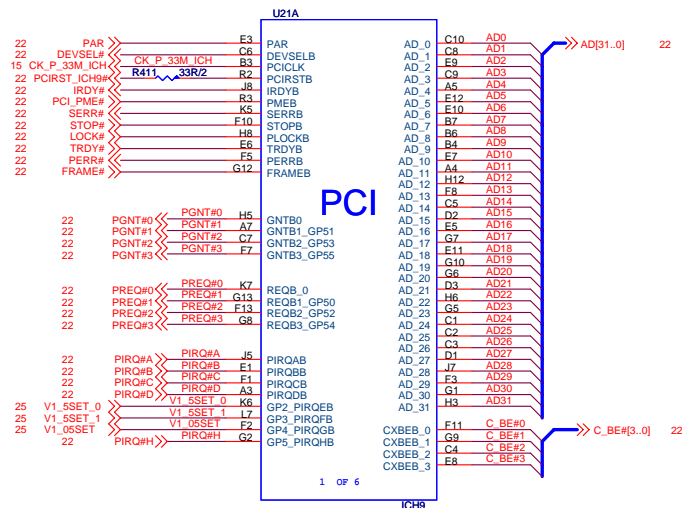 U21A
22 PAR E3 PAR AD_0 C10 AD0 AD[31..0] 22
22 DEVSEL# C6 DEVSELB AD_1 C8 AD1
15 CK_P_33M_ICH CK_P_33M_ICH B3 PCICLK AD_2 E9 AD2
22 PCIRST_ICH9# R411 33R/2 R2 PCIRSTB AD_3 C9 AD3
22 IRDY# J8 IRDYB AD_4 A5 AD4
22 PCI_PME# R3 PMEB AD_5 E12 AD5
22 SERR# K5 SERRB AD_6 E10 AD6
22 STOP# F10 STOPB AD_7 B7 AD7
22 LOCK# H8 PLOCKB AD_8 B6 AD8
22 TRDY# E6 TRDYB AD_9 B4 AD9
22 PERR# F5 PERRB AD_10 E7 AD10
22 FRAME# G12 FRAMEB AD_11 A4 AD11
AD_12 H12 AD12
AD_13 F8 AD13
PCI
AD_14 C5 AD14
22 PGNT#0 PGNT#0 H5 GNTB0 AD_15 D2 AD15
22 PGNT#1 PGNT#1 A7 GNTB1_GP51 AD_16 E5 AD16
22 PGNT#2 PGNT#2 C7 GNTB2_GP53 AD_17 G7 AD17
22 PGNT#3 PGNT#3 F7 GNTB3_GP55 AD_18 E11 AD18
AD_19 G10 AD19
AD_20 G6 AD20
22 PREQ#0 PREQ#0 K7 REQB_0 AD_21 D3 AD21
22 PREQ#1 PREQ#1 G13 REQB1_GP50 AD_22 H6 AD22
22 PREQ#2 PREQ#2 F13 REQB2_GP52 AD_23 G5 AD23
22 PREQ#3 PREQ#3 G8 REQB3_GP54 AD_24 C1 AD24
AD_25 C2 AD25
AD_26 C3 AD26
22 PIRQ#A PIRQ#A J5 PIRQAB AD_27 D1 AD27
22 PIRQ#B PIRQ#B E1 PIRQBB AD_28 J7 AD28
22 PIRQ#C PIRQ#C F1 PIRQCB AD_29 F3 AD29
22 PIRQ#D PIRQ#D A3 PIRQDB AD_30 G1 AD30
25 V1_5SET_0 V1_5SET_0 K6 GP2_PIRQEB AD_31 H3 AD31
25 V1_5SET_1 V1_5SET_1 L7 GP3_PIRQFB
25 V1_05SET V1_05SET F2 GP4_PIRQGB CXBEB_0 F11 C_BE#0 C_BE#[3..0] 22
22 PIRQ#H PIRQ#H G2 GP5_PIRQHB CXBEB_1 G9 C_BE#1
CXBEB_2 C4 C_BE#2
CXBEB_3 E8 C_BE#3
1 OF 6
ICH9